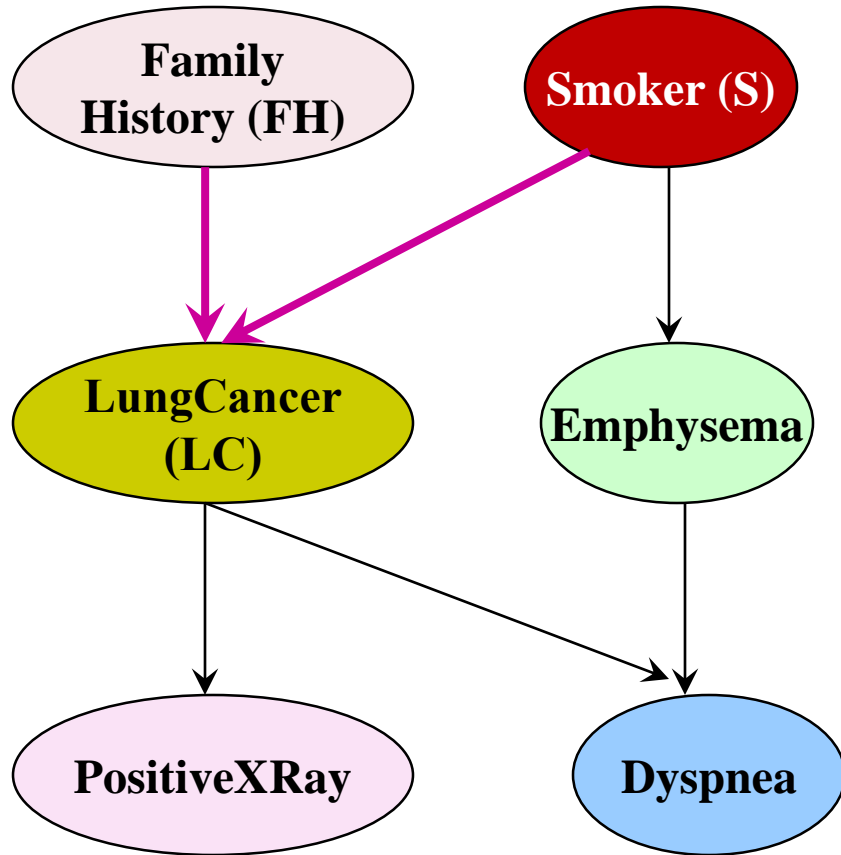 Family
History (FH)
Smoker (S)
LungCancer
(LC)
Emphysema
PositiveXRay
Dyspnea